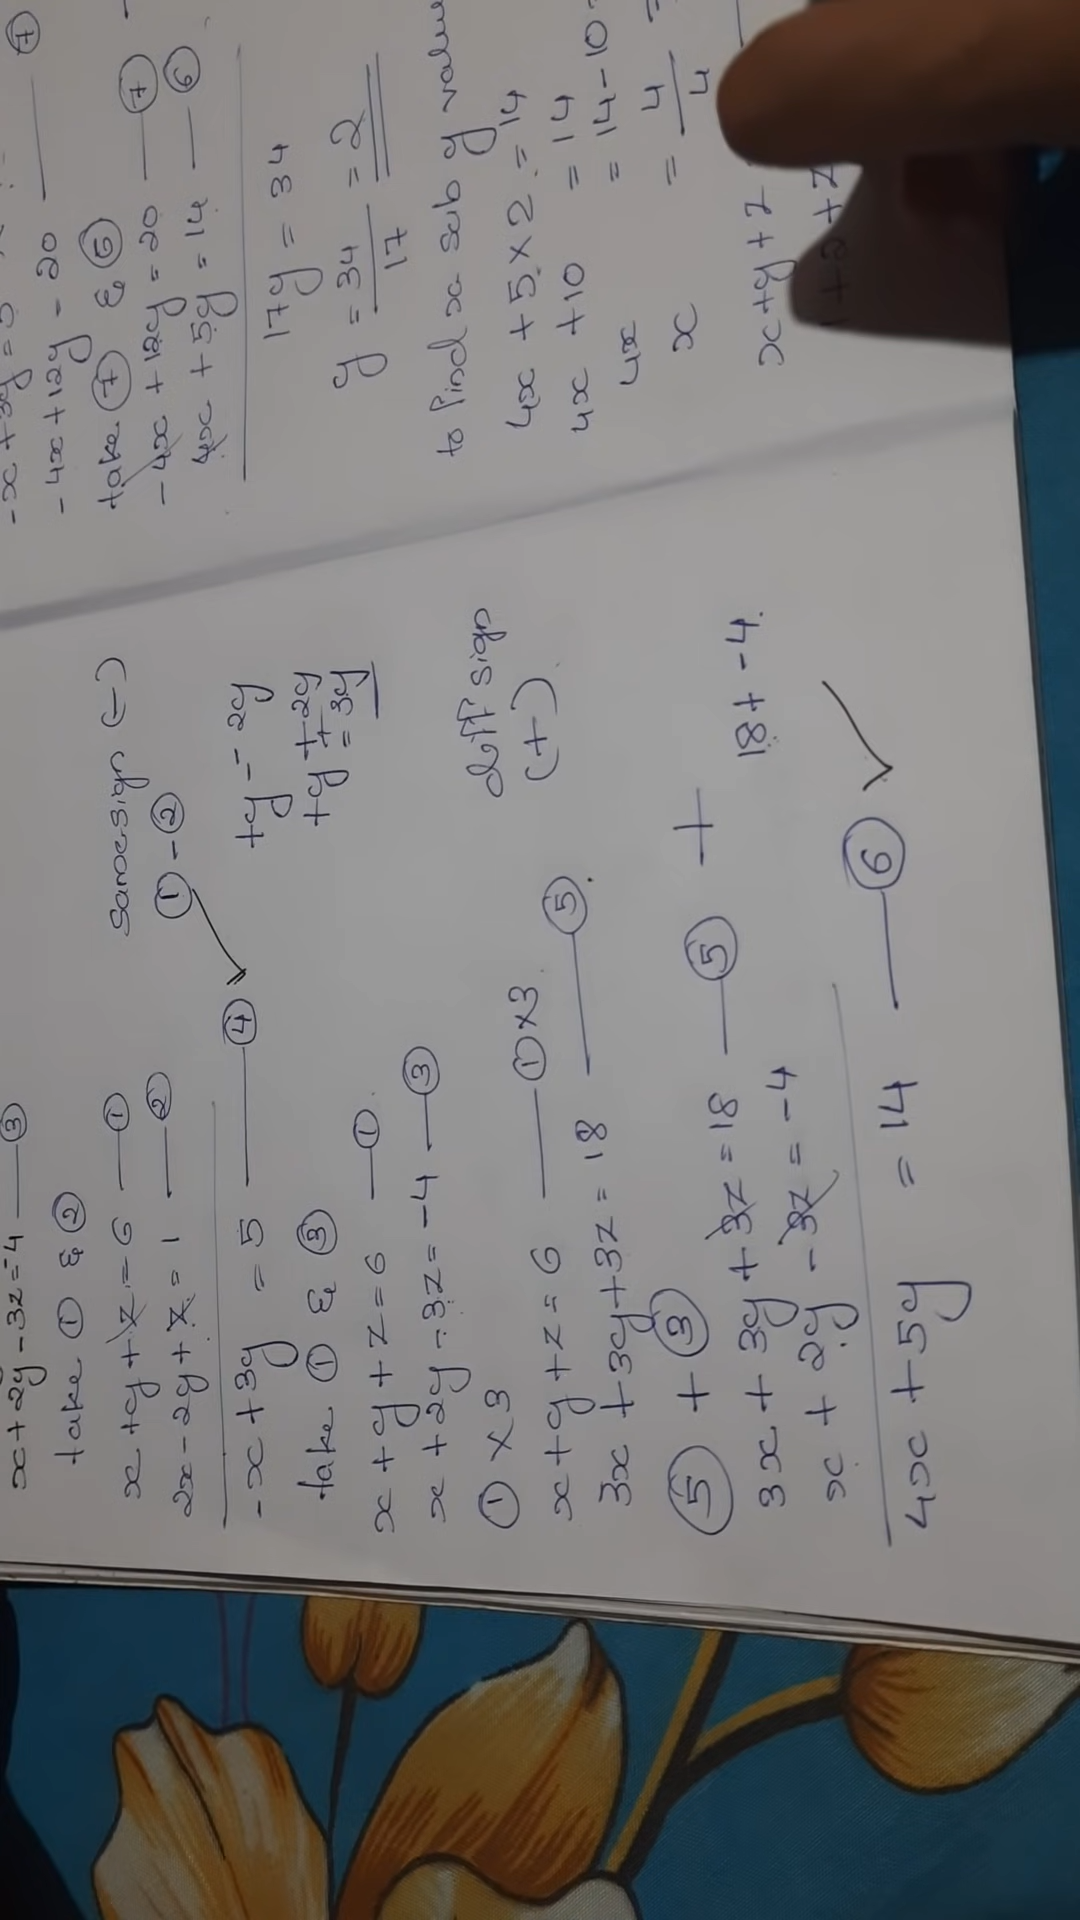 x+2y-3z=-4 — ③
take ① & ②
x+y+z=6 — ①
2x-2y+z=1 — ②
same sign (-)
①-②
-x+3y =5 — ④
+y--2y
+y+2y
=3y
take ① & ③
x+y+z=6 — ①
x+2y-3z=-4 — ③
diff sign
(+)
① ×3
x+y+z=6 — ①×3
3x+3y+3z=18 — ⑤
⑤+③
3x+3y+3z=18 — ⑤
x+2y-3z=-4
+
18+-4
4x+5y =14 — ⑥
-4x+12y=20 — ⑦
take ⑦ & ⑥
-4x+12y=20 — ⑦
4x+5y=14 — ⑥
17y=34
y=34/17=2
to find x sub y
4x+5×2=14
4x+10 =14
4x =14-10
x =4/4
x+y+z